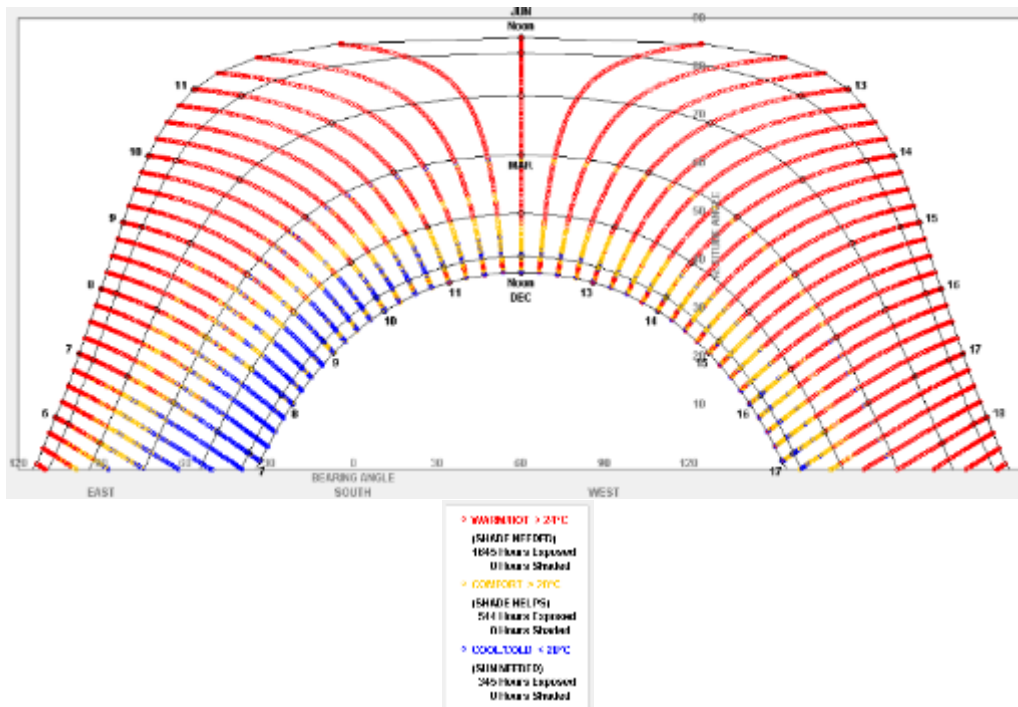 JUN
Noon
90
80
11
13
70
10
14
MAR
60
9
15
50
ALTITUDE ANGLE
8
40
16
Noon
DEC
11
13
30
10
14
7
17
20
9
15
6
8
10
16
18
7
17
120
30
0
30
60
90
120
BEARING ANGLE
EAST
SOUTH
WEST
WARM/HOT > 24°C
(SHADE NEEDED)
1645 Hours Exposed
0 Hours Shaded
COMFORT > 20°C
(SHADE HELPS)
544 Hours Exposed
0 Hours Shaded
COOL/COLD < 20°C
(SUN NEEDED)
345 Hours Exposed
0 Hours Shaded